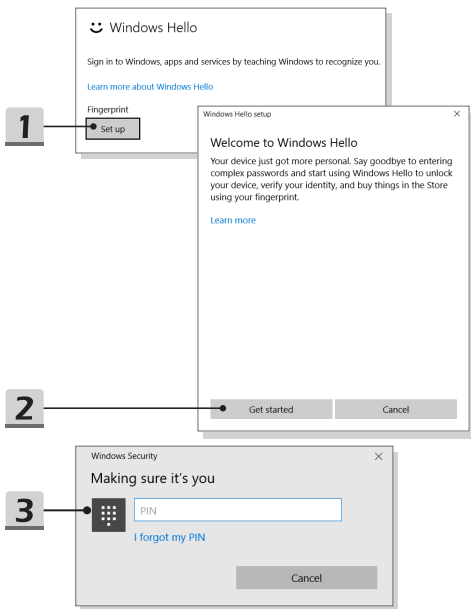 Windows Hello
Sign in to Windows, apps and services by teaching Windows to recognize you.
Learn more about Windows Hello
Fingerprint
1
Set up
Windows Hello setup
Welcome to Windows Hello
Your device just got more personal. Say goodbye to entering
complex passwords and start using Windows Hello to unlock
your device, verify your identity, and buy things in the Store
using your fingerprint.
Learn more
2
Get started
Cancel
Windows Security
Making sure it's you
3
PIN
I forgot my PIN
Cancel